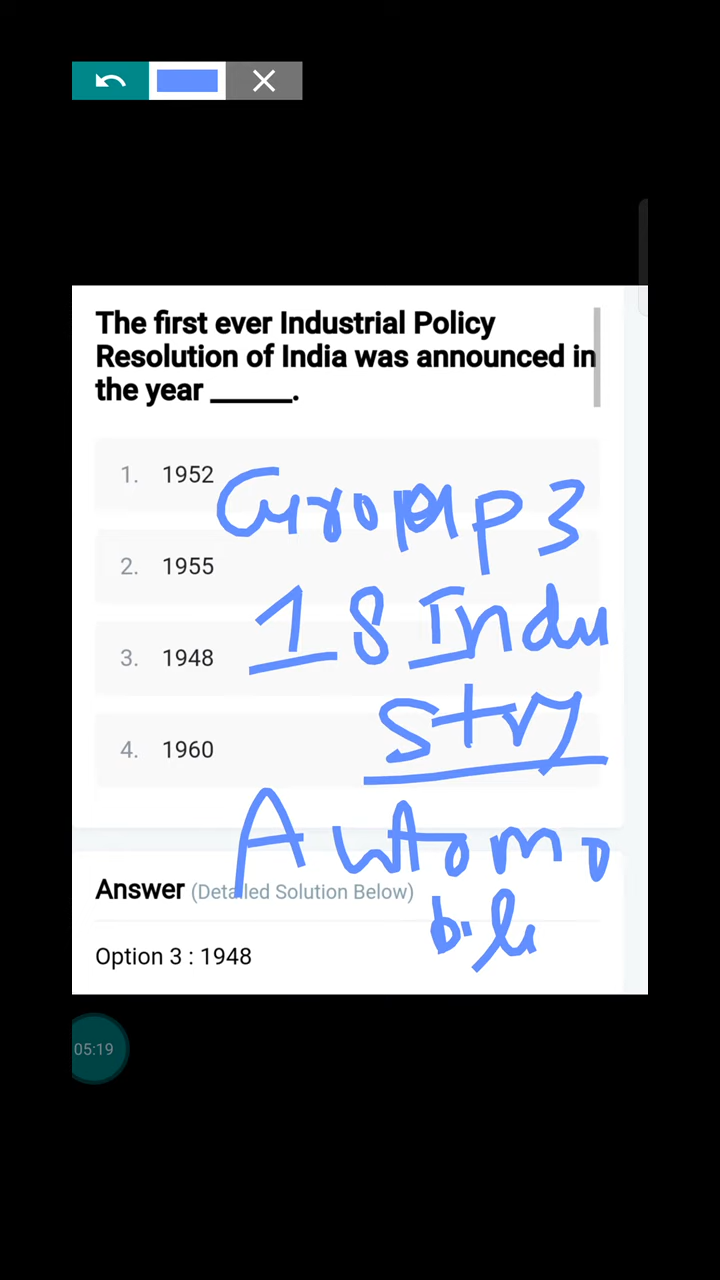 The first ever Industrial Policy
Resolution of India was announced in
the year ______.
1. 1952
Group 3
2. 1955
18 Indu
3. 1948
stry
4. 1960
Automo
bile
Answer (Detailed Solution Below)
Option 3 : 1948
05:19